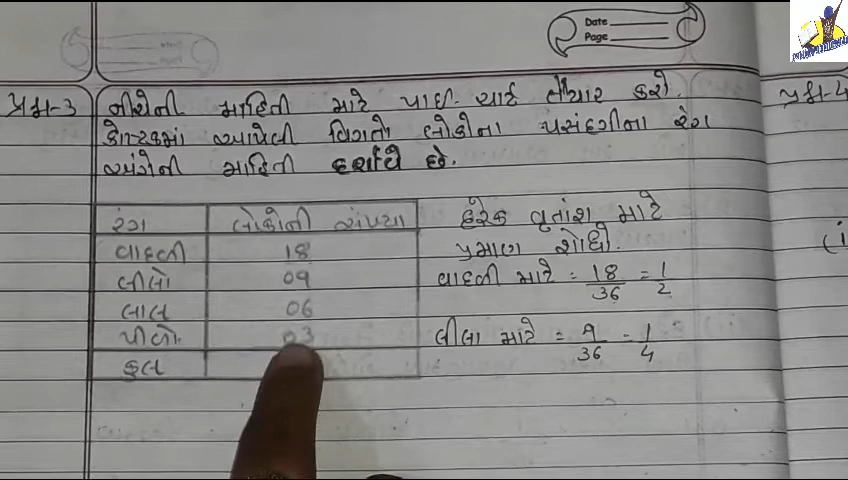 Date
Page
પ્રશ્ન-3 નીચેની માહિતી માટે પાઈ-ચાર્ટ તૈયાર કરો.
પ્રશ્ન-4
કોષ્ટકમાં આપેલી વિગતો લોકોના પસંદગીના રંગ
અંગેની માહિતી દર્શાવે છે.
રંગ લોકોની સંખ્યા
વાદળી 18
લીલો 09
લાલ 06
પીળો 03
કુલ
દરેક વૃતાંશ માટે
પ્રમાણ શોધીએ.
વાદળી માટે = 18/36 = 1/2
લીલા માટે = 9/36 - 1/4
(i